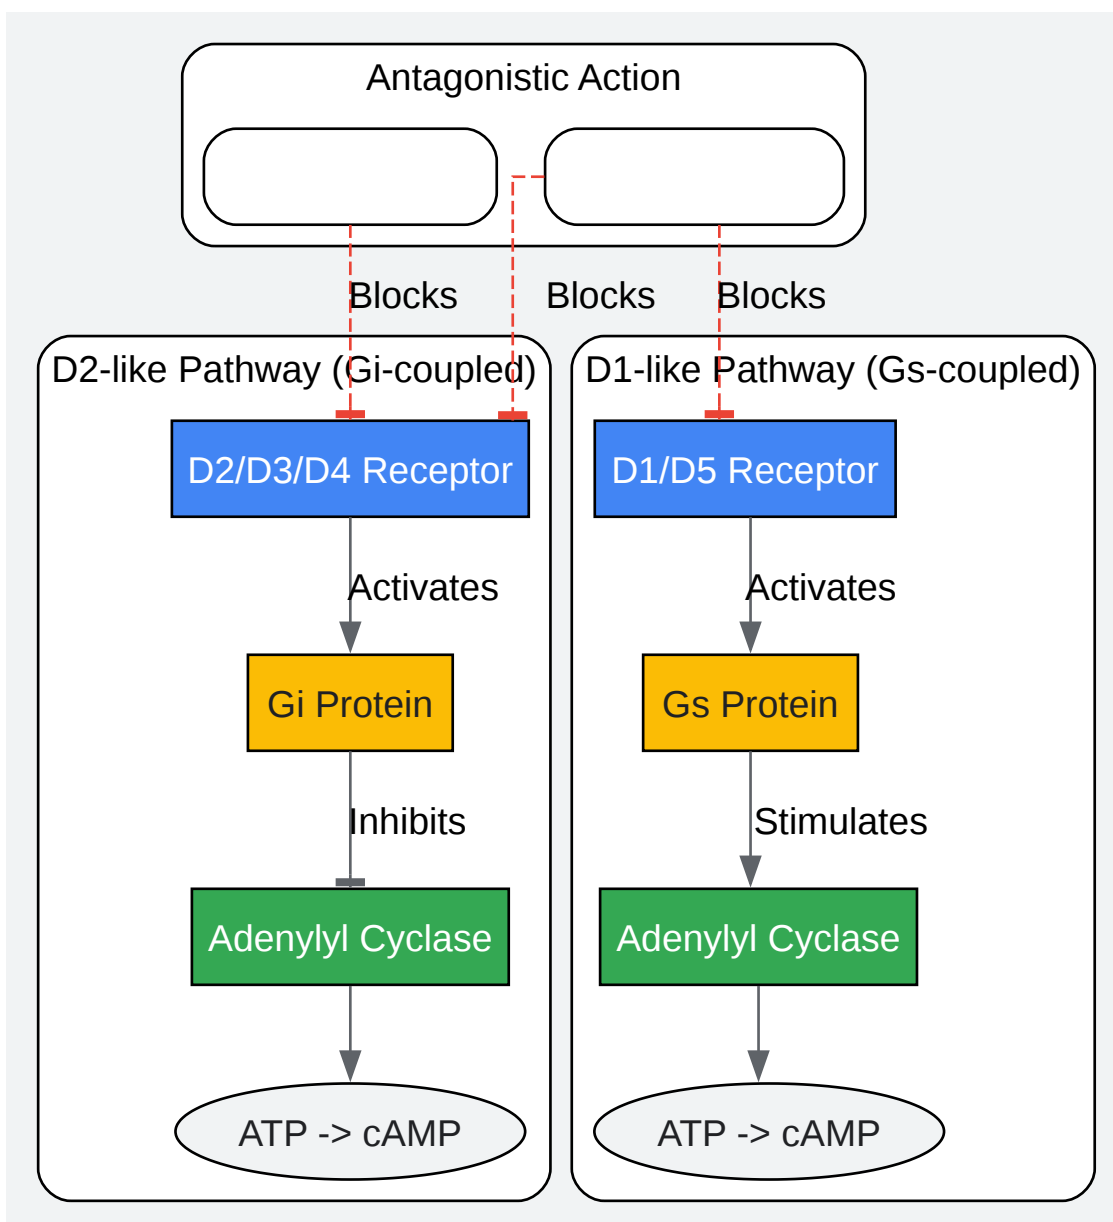 Antagonistic Action
Blocks
Blocks
Blocks
D2-like Pathway (Gi-coupled)
D1-like Pathway (Gs-coupled)
D2/D3/D4 Receptor
D1/D5 Receptor
Activates
Activates
Gi Protein
Gs Protein
Inhibits
Stimulates
Adenylyl Cyclase
Adenylyl Cyclase
ATP -> cAMP
ATP -> cAMP